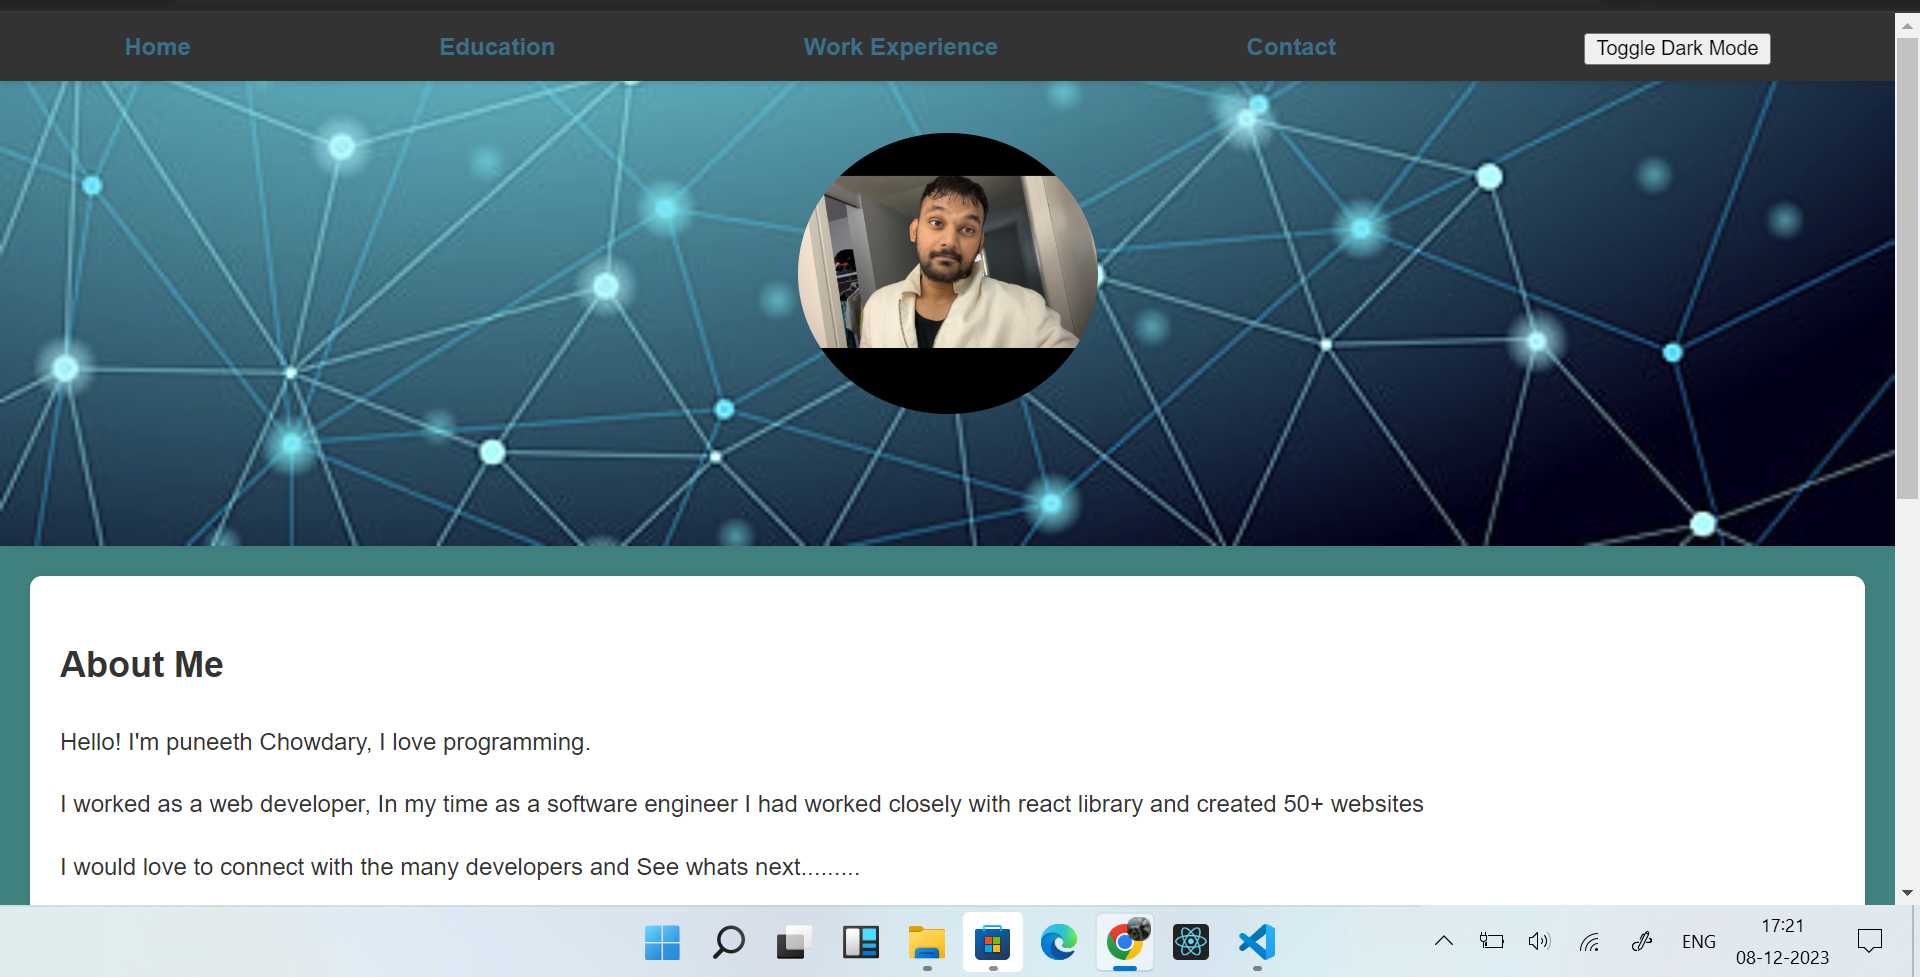 Home Education Work Experience Contact Toggle Dark Mode
About Me
Hello! I'm puneeth Chowdary, I love programming.
I worked as a web developer, In my time as a software engineer I had worked closely with react library and created 50+ websites
I would love to connect with the many developers and See whats next.........
ENG
17:21
08-12-2023